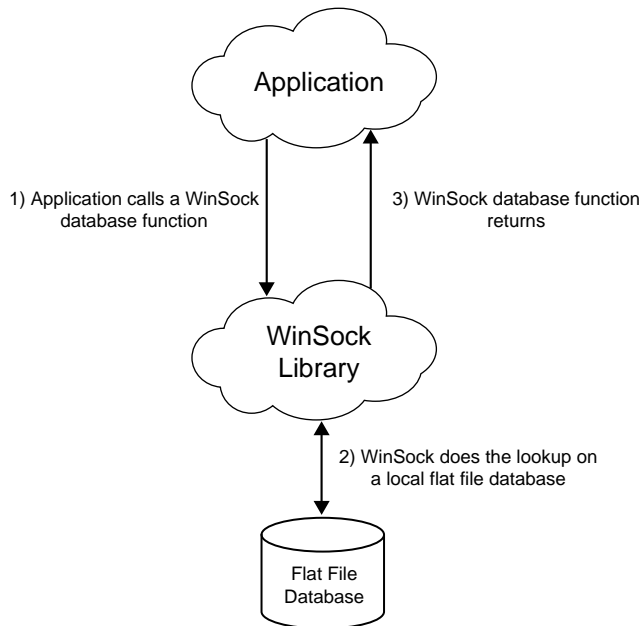 Application
1) Application calls a WinSock
database function
3) WinSock database function
returns
WinSock
Library
2) WinSock does the lookup on
a local flat file database
Flat File
Database